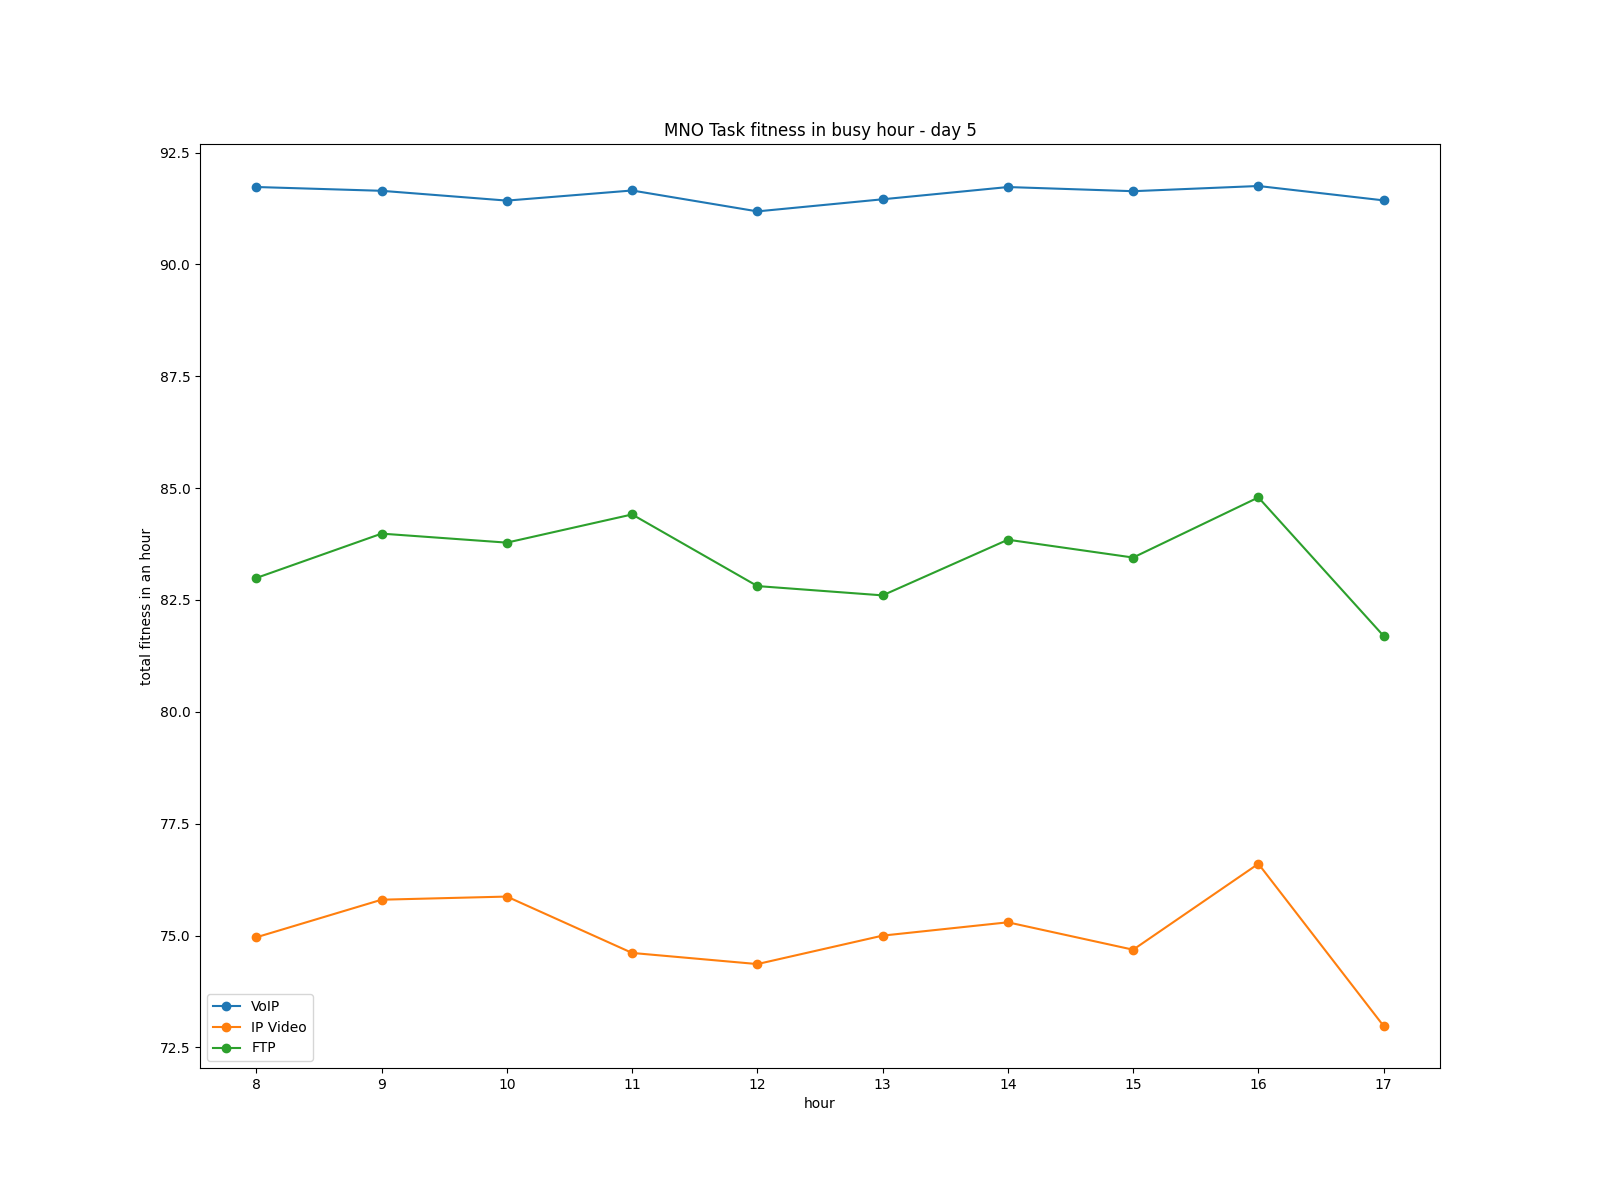 MNO Task fitness in busy hour - day 5
total fitness in an hour
92.5
90.0
87.5
85.0
82.5
80.0
77.5
75.0
72.5
VoIP
IP Video
FTP
8 9 10 11 12 13 14 15 16 17
hour